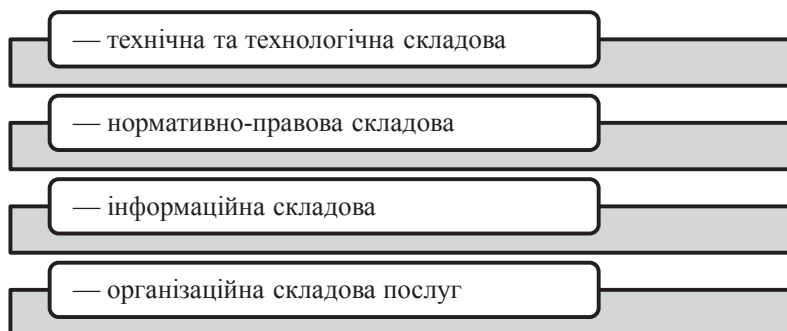 — технічна та технологічна складова
— нормативно-правова складова
— інформаційна складова
— організаційна складова послуг